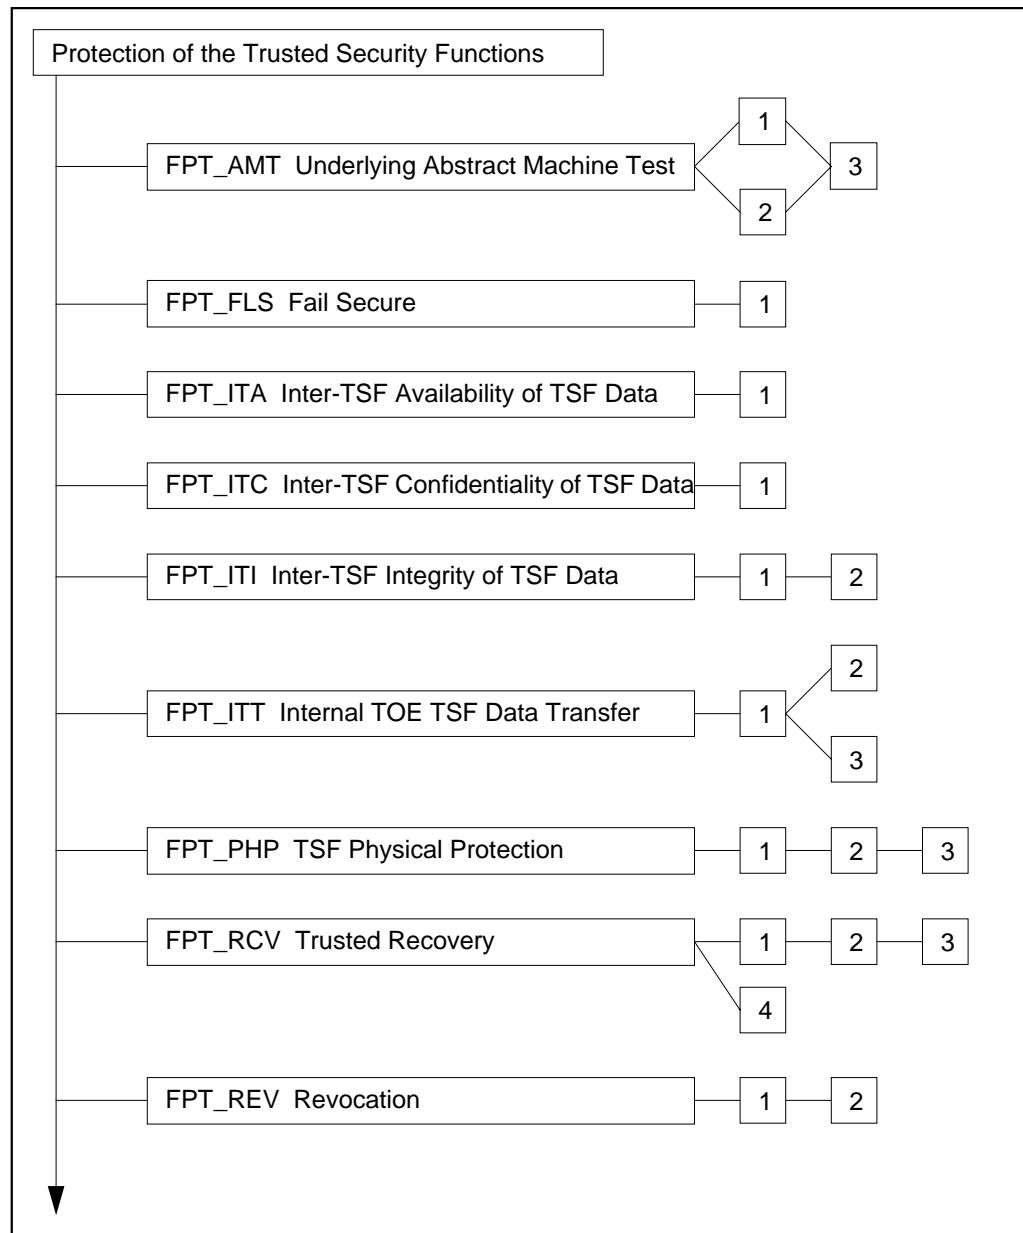 Protection of the Trusted Security Functions
1
FPT_AMT Underlying Abstract Machine Test
3
2
FPT_FLS Fail Secure 1
FPT_ITA Inter-TSF Availability of TSF Data 1
FPT_ITC Inter-TSF Confidentiality of TSF Data 1
FPT_ITI Inter-TSF Integrity of TSF Data 1 2
2
FPT_ITT Internal TOE TSF Data Transfer 1
3
FPT_PHP TSF Physical Protection 1 2 3
FPT_RCV Trusted Recovery 1 2 3
4
FPT_REV Revocation 1 2